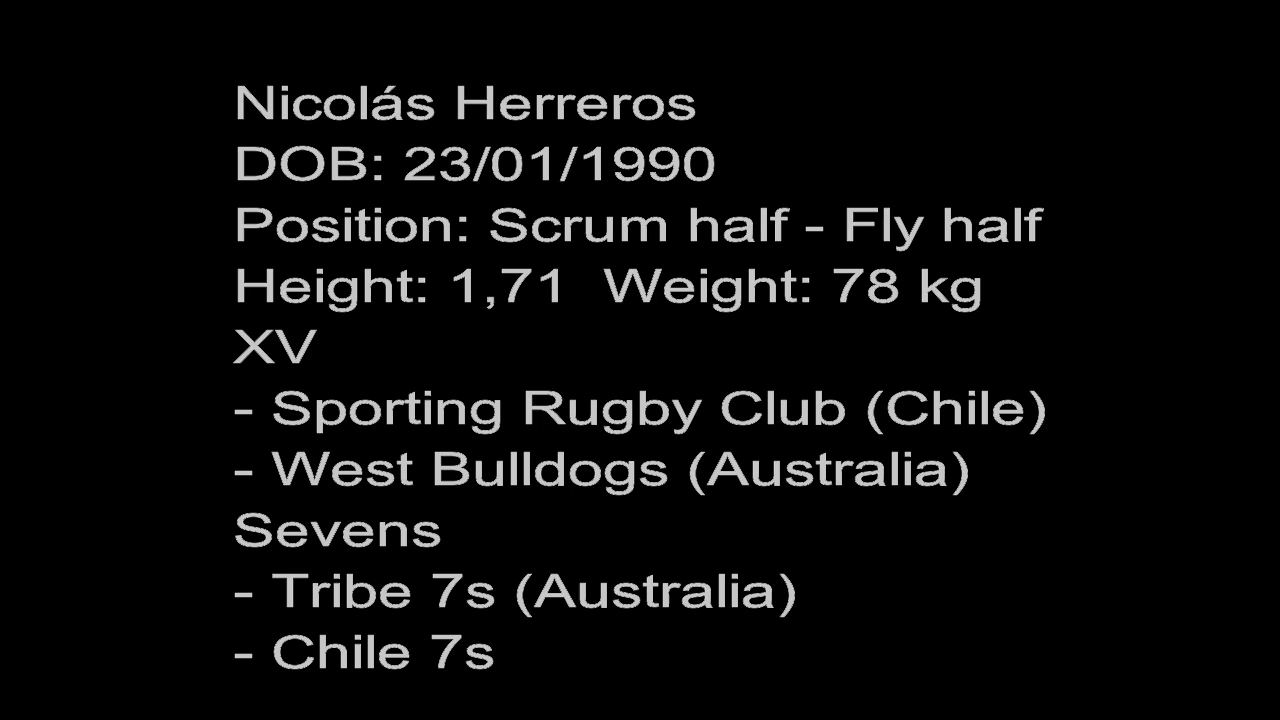 Nicolás Herreros
DOB: 23/01/1990
Position: Scrum half - Fly half
Height: 1,71  Weight: 78 kg
XV
- Sporting Rugby Club (Chile)
- West Bulldogs (Australia)
Sevens
- Tribe 7s (Australia)
- Chile 7s